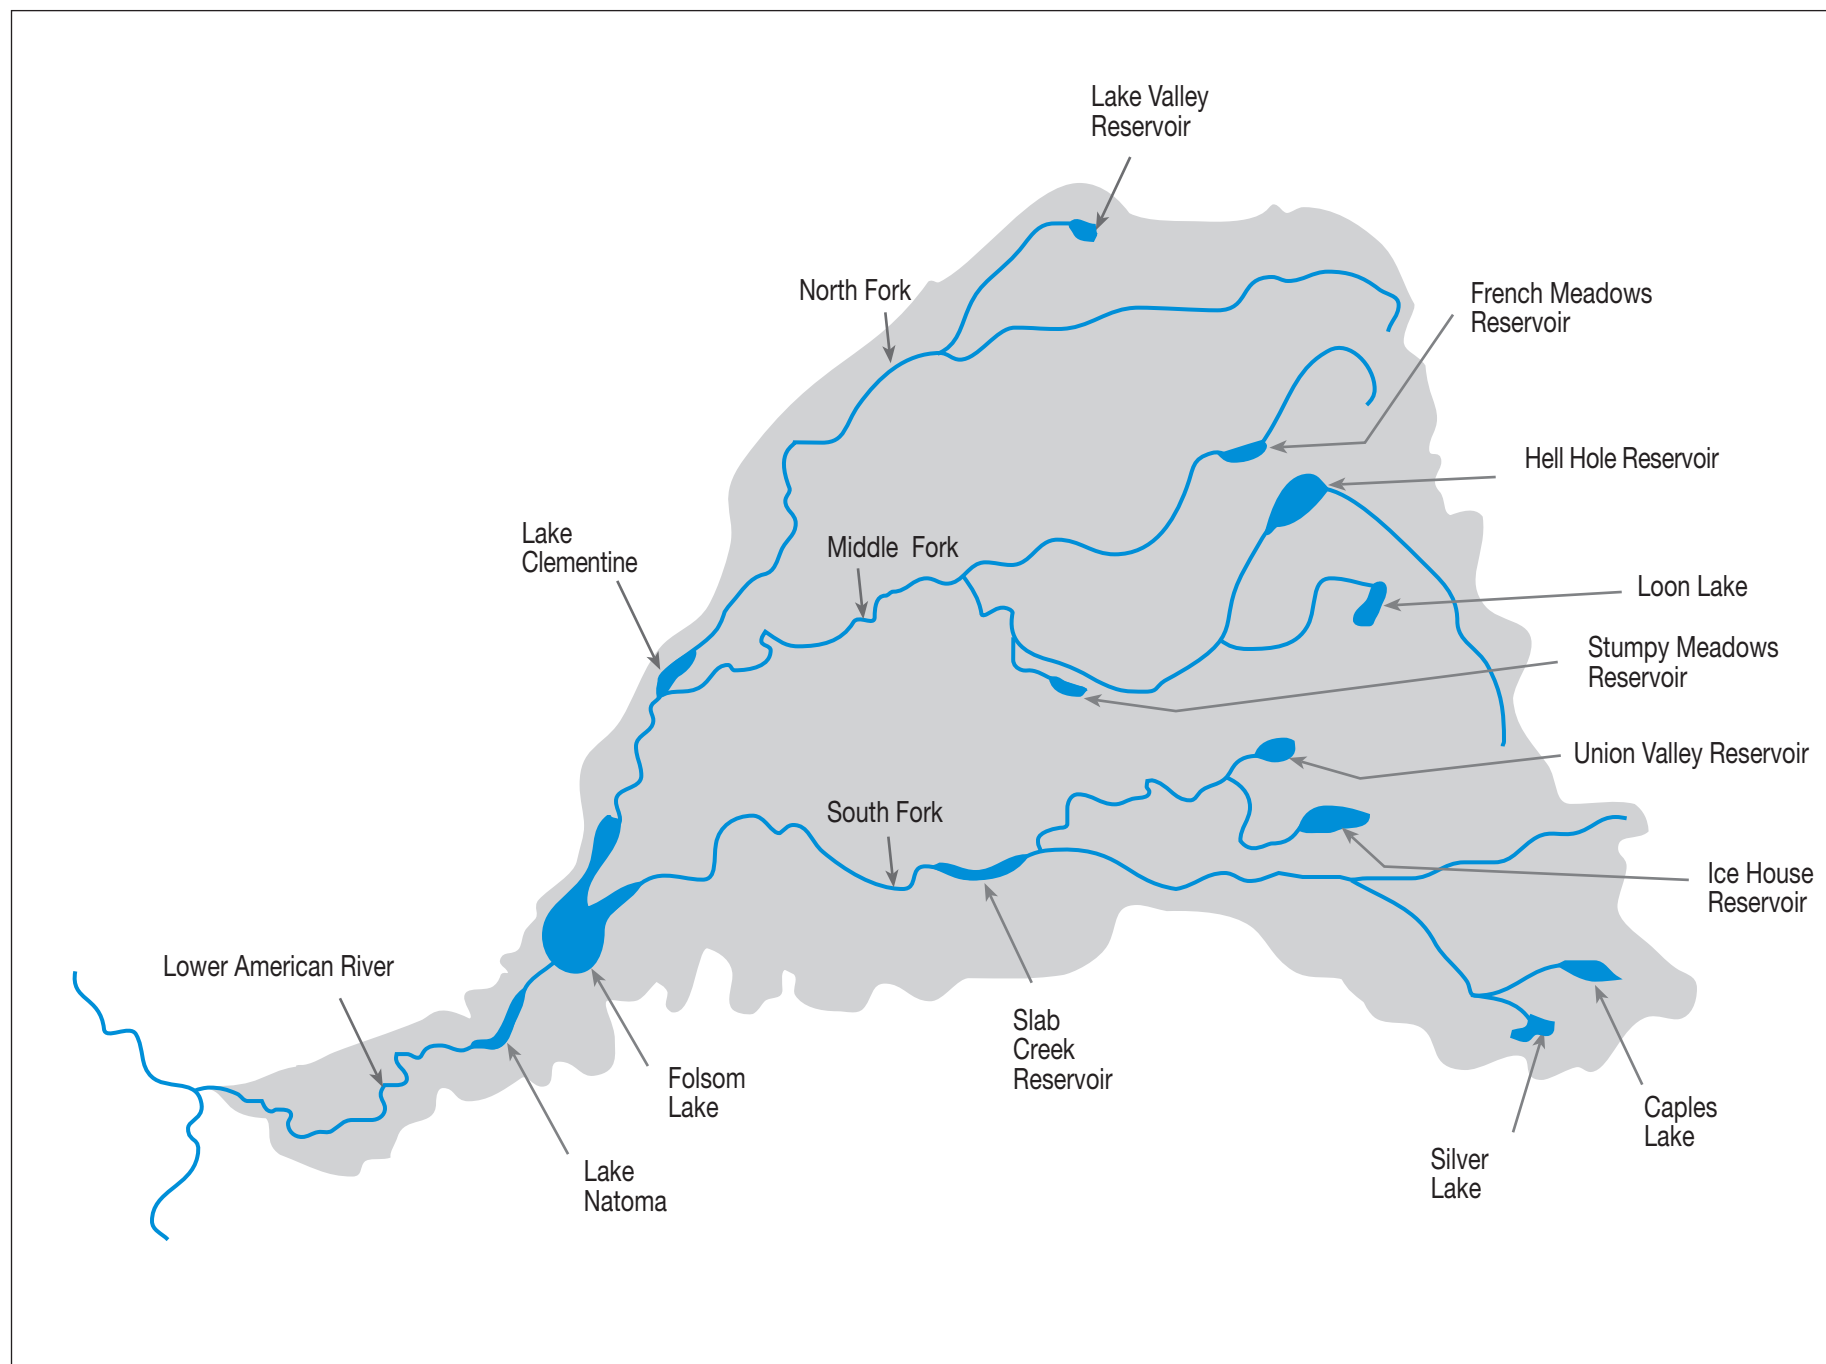 Lake Valley
Reservoir
North Fork
French Meadows
Reservoir
Hell Hole Reservoir
Lake
Clementine
Middle Fork
Loon Lake
Stumpy Meadows
Reservoir
Union Valley Reservoir
South Fork
Ice House
Reservoir
Lower American River
Slab
Creek
Reservoir
Folsom
Lake
Caples
Lake
Silver
Lake
Lake
Natoma